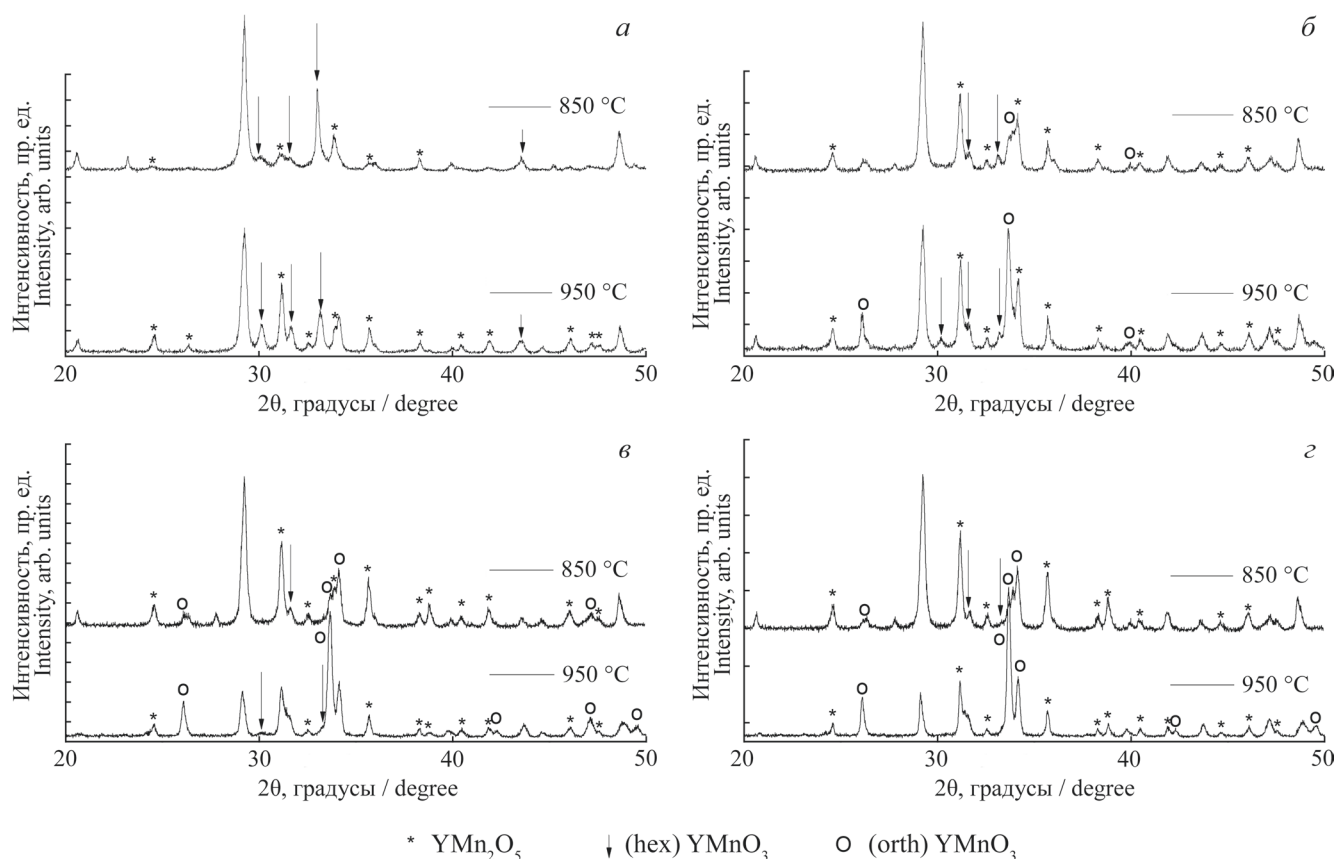 а
Интенсивность, пр. ед.
Intensity, arb. units
850 °C
*
*
*
*
*
950 °C
*
*
*
*
*
*
*
*
*
*
*
*
20 30 40 50
2θ, градусы / degree
б
Интенсивность, пр. ед.
Intensity, arb. units
850 °C
*
*
*
O
*
*
*
O
*
*
*
950 °C
*
O
*
*
O
*
*
*
O
*
*
*
*
20 30 40 50
2θ, градусы / degree
в
Интенсивность, пр. ед.
Intensity, arb. units
850 °C
*
O
*
*
O
*
O
*
*
*
*
*
*
O
*
950 °C
*
O
*
O
*
*
*
*
*
O
*
O
*
O
20 30 40 50
2θ, градусы / degree
г
Интенсивность, пр. ед.
Intensity, arb. units
850 °C
*
O
*
*
O
O
*
*
*
*
*
*
950 °C
*
O
*
*
O
O
*
*
*
*
*
O
*
*
*
O
20 30 40 50
2θ, градусы / degree
* YMn₂O₅ (hex) YMnO₃ O (orth) YMnO₃